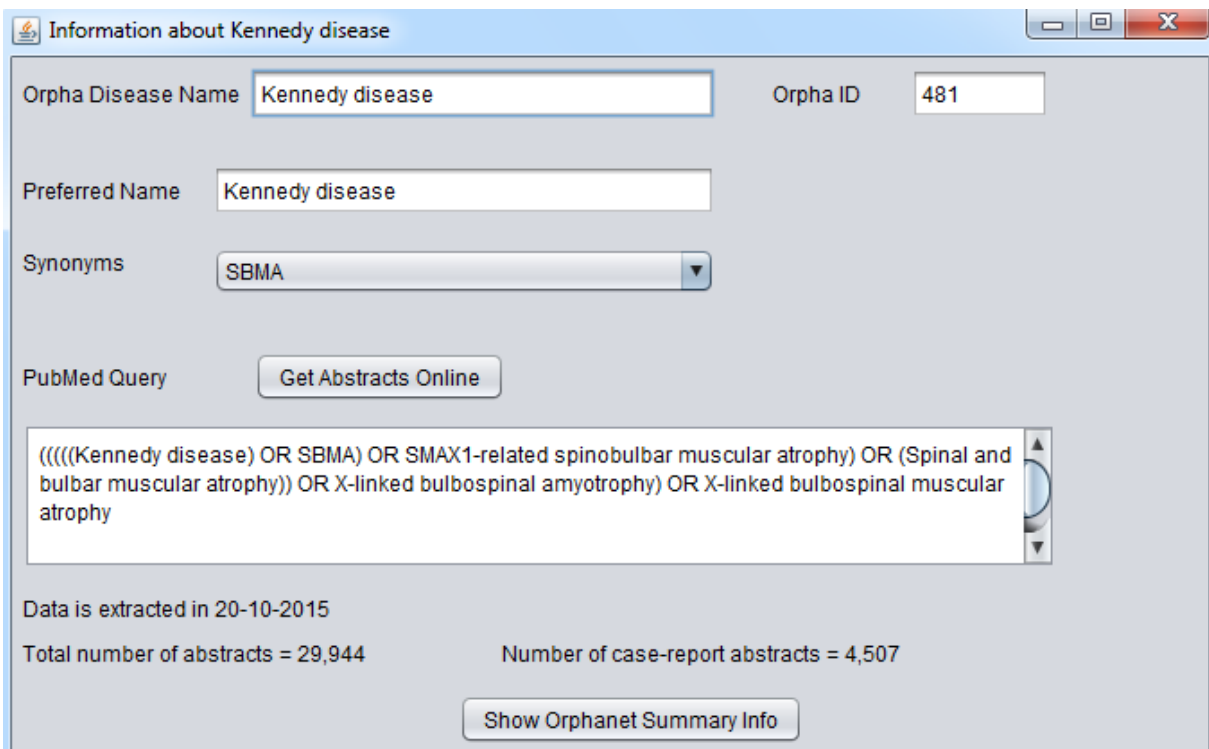 Information about Kennedy disease
Orpha Disease Name Kennedy disease Orpha ID 481
Preferred Name Kennedy disease
Synonyms SBMA
PubMed Query Get Abstracts Online
(((((Kennedy disease) OR SBMA) OR SMAX1-related spinobulbar muscular atrophy) OR (Spinal and
bulbar muscular atrophy)) OR X-linked bulbospinal amyotrophy) OR X-linked bulbospinal muscular
atrophy
Data is extracted in 20-10-2015
Total number of abstracts = 29,944 Number of case-report abstracts = 4,507
Show Orphanet Summary Info